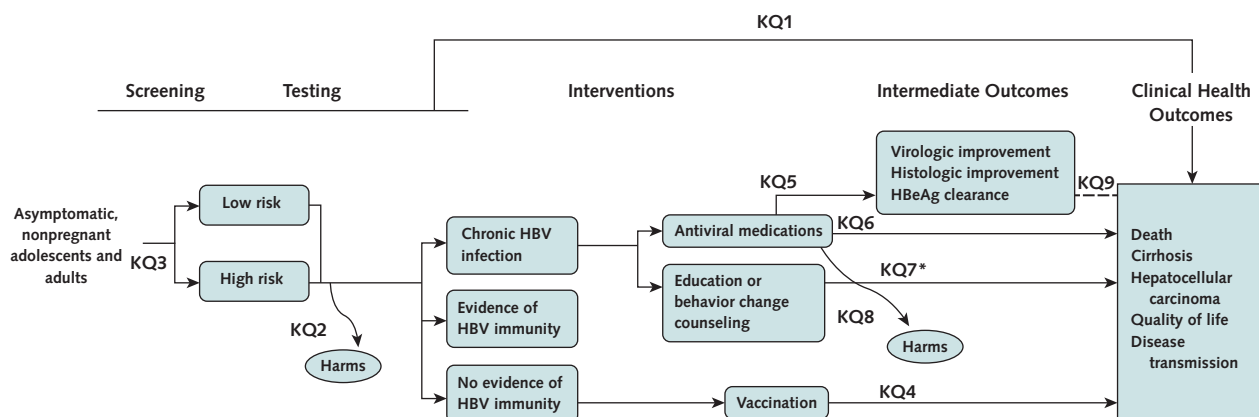 KQ1
Screening
Testing
Interventions
Intermediate Outcomes
Clinical Health
Outcomes
Asymptomatic,
nonpregnant
adolescents and
adults
KQ3
Low risk
High risk
KQ2
Harms
Chronic HBV
infection
Evidence of
HBV immunity
No evidence of
HBV immunity
Antiviral medications
Education or
behavior change
counseling
Vaccination
KQ5
Virologic improvement
Histologic improvement
HBeAg clearance
KQ9
KQ6
KQ7*
KQ8
Harms
KQ4
Death
Cirrhosis
Hepatocellular
carcinoma
Quality of life
Disease
transmission